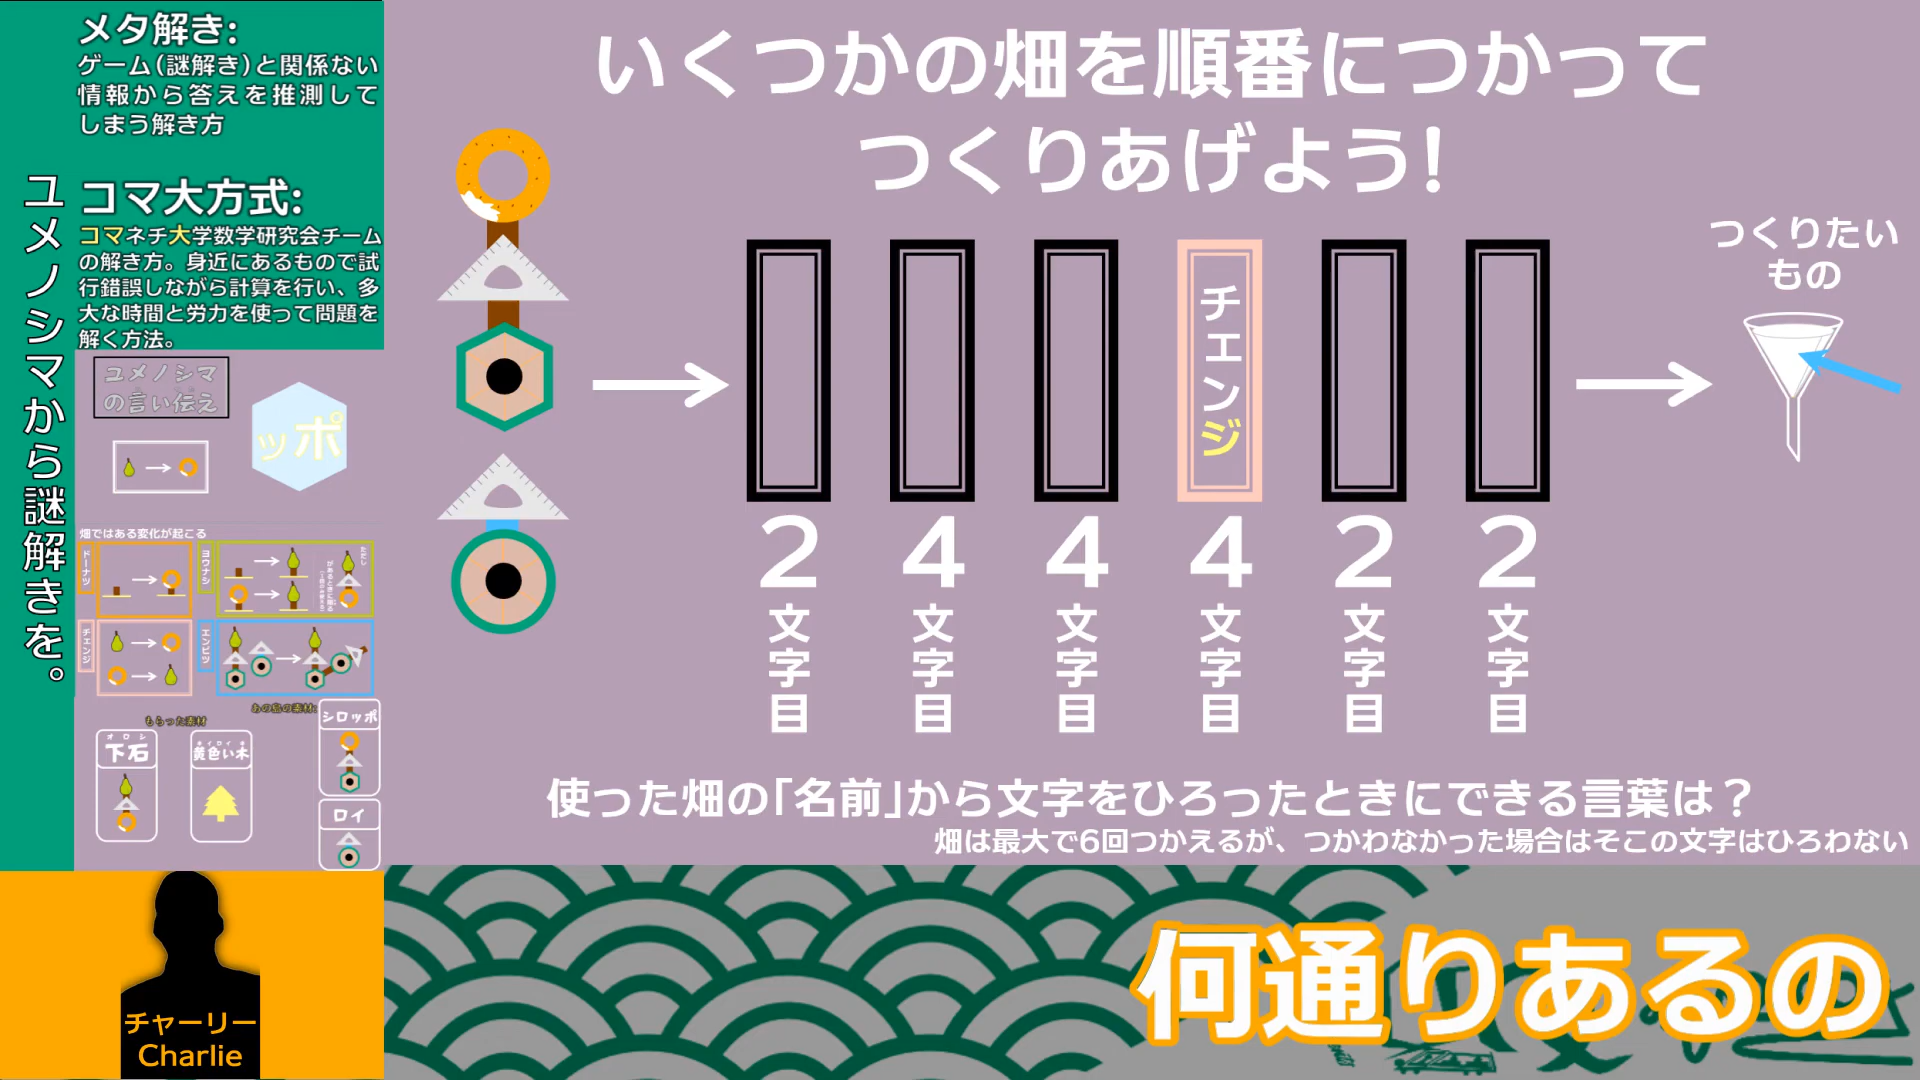 メタ解き:
ゲーム(謎解き)と関係ない
情報から答えを推測して
しまう解き方
コマ大方式:
コマネチ大学数学研究会チーム
の解き方。身近にあるもので試
行錯誤しながら計算を行い、多
大な時間と労力を使って問題を
解く方法。
ユメノシマから謎解きを。
ユメノシマ
の言い伝え
ッポ
畑ではある変化が起こる
ドーナツ
ヨウナシ
ただし
チェンジ
エンピツ
もらった素材
あの島の素材:
オロシ
下石
キイロイキ
黄色い木
シロッポ
ロイ
チャーリー
Charlie
いくつかの畑を順番につかって
つくりあげよう!
チェンジ
2文字目
4文字目
4文字目
4文字目
2文字目
2文字目
つくりたい
もの
使った畑の「名前」から文字をひろったときにできる言葉は?
畑は最大で6回つかえるが、つかわなかった場合はそこの文字はひろわない
何通りあるの